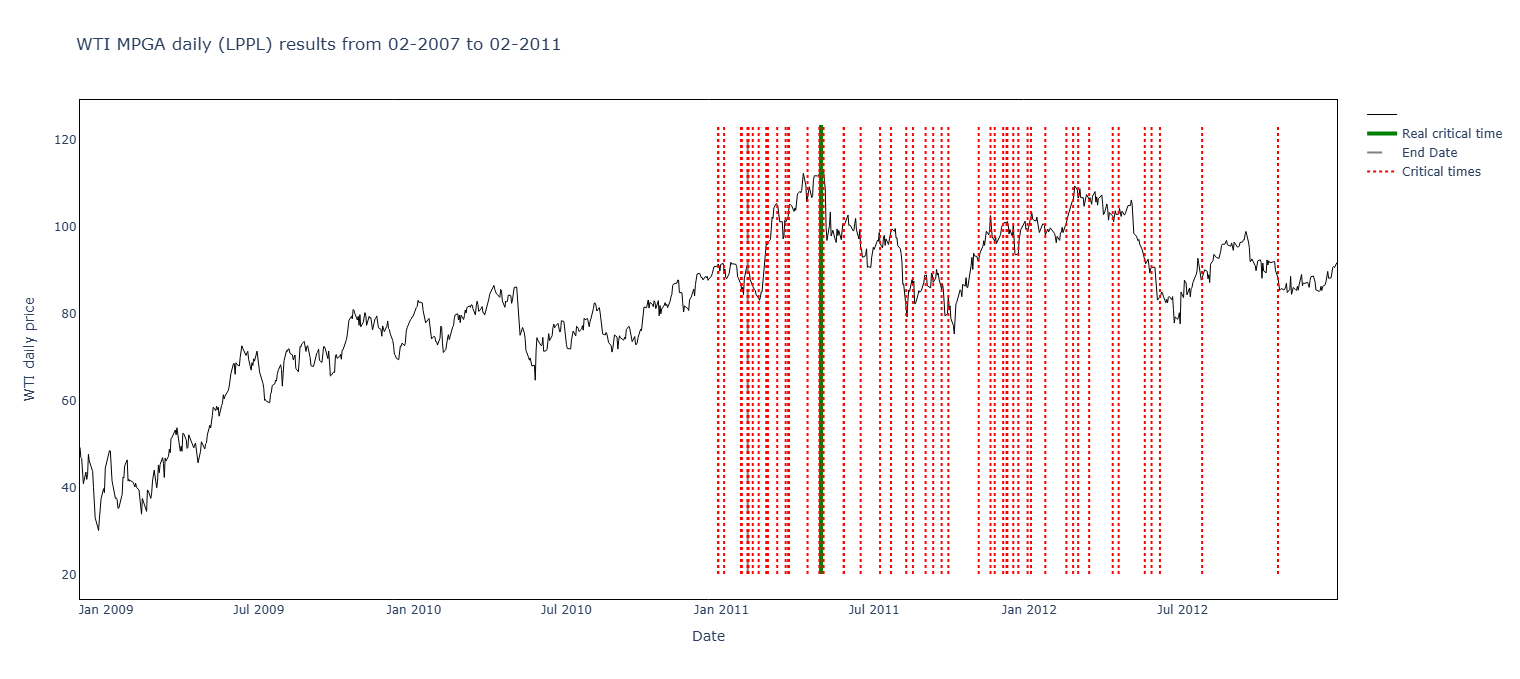 WTI MPGA daily (LPPL) results from 02-2007 to 02-2011
120
100
80
60
40
20
WTI daily price
Jan 2009
Jul 2009
Jan 2010
Jul 2010
Jan 2011
Jul 2011
Jan 2012
Jul 2012
Date
Real critical time
End Date
Critical times